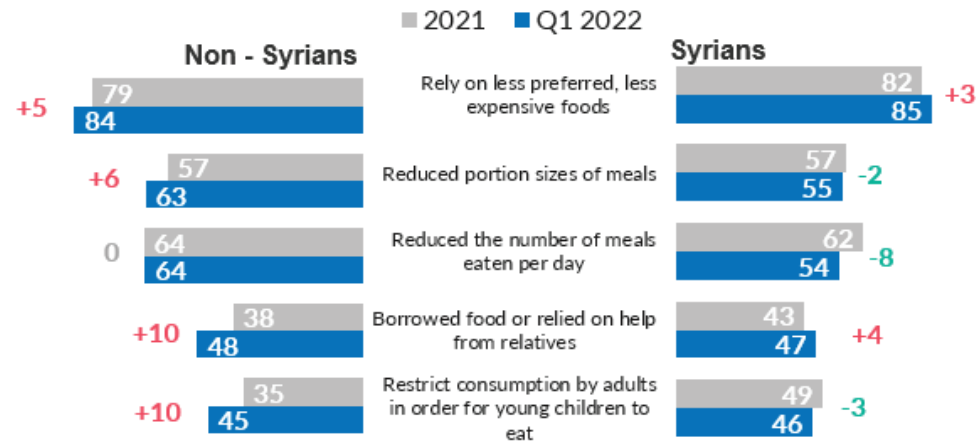 2021 Q1 2022
Non - Syrians Syrians
79 Rely on less preferred, less 82
+5 84 expensive foods 85 +3
57 57
+6 63 Reduced portion sizes of meals 55 -2
64 Reduced the number of meals 62
0 64 eaten per day 54 -8
38 Borrowed food or relied on help 43
+10 48 from relatives 47 +4
35 Restrict consumption by adults 49
+10 45 in order for young children to 46 -3
eat